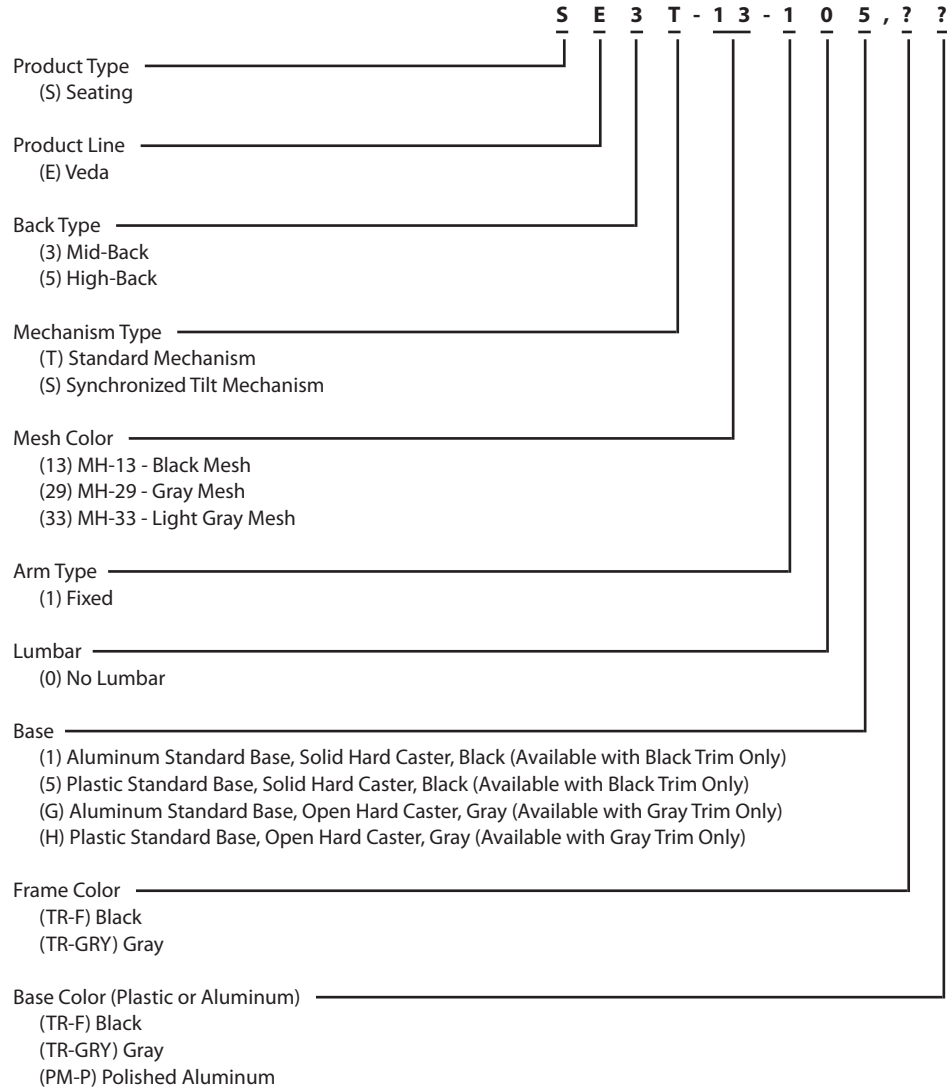 S E 3 T - 1 3 - 1 0 5 , ? ?
Product Type
(S) Seating
Product Line
(E) Veda
Back Type
(3) Mid-Back
(5) High-Back
Mechanism Type
(T) Standard Mechanism
(S) Synchronized Tilt Mechanism
Mesh Color
(13) MH-13 - Black Mesh
(29) MH-29 - Gray Mesh
(33) MH-33 - Light Gray Mesh
Arm Type
(1) Fixed
Lumbar
(0) No Lumbar
Base
(1) Aluminum Standard Base, Solid Hard Caster, Black (Available with Black Trim Only)
(5) Plastic Standard Base, Solid Hard Caster, Black (Available with Black Trim Only)
(G) Aluminum Standard Base, Open Hard Caster, Gray (Available with Gray Trim Only)
(H) Plastic Standard Base, Open Hard Caster, Gray (Available with Gray Trim Only)
Frame Color
(TR-F) Black
(TR-GRY) Gray
Base Color (Plastic or Aluminum)
(TR-F) Black
(TR-GRY) Gray
(PM-P) Polished Aluminum